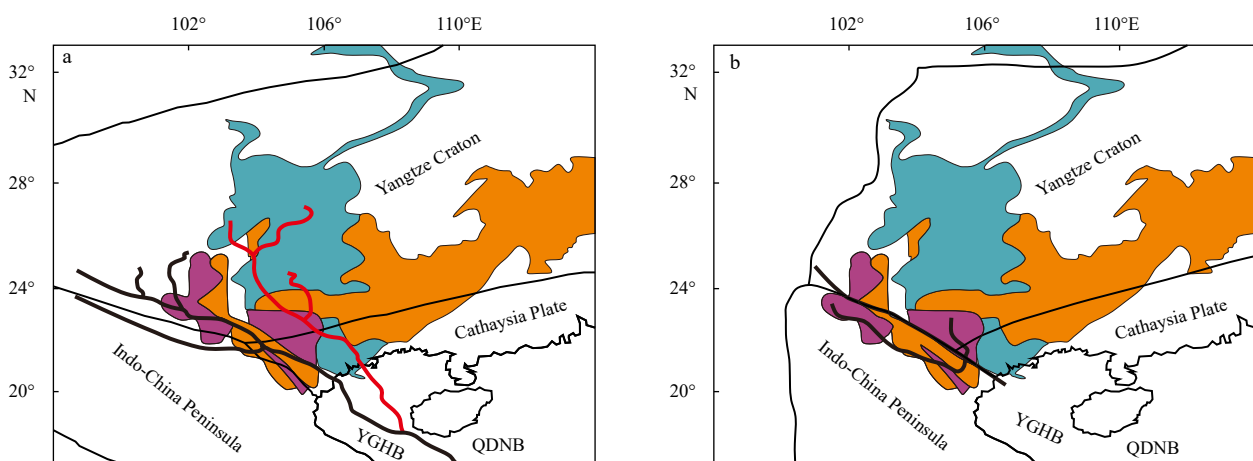 102°
106°
110°E
a
32°
N
28°
24°
20°
Yangtze Craton
Cathaysia Plate
Indo-China Peninsula
YGHB
QDNB
102°
106°
110°E
b
32°
N
28°
24°
20°
Yangtze Craton
Cathaysia Plate
Indo-China Peninsula
YGHB
QDNB